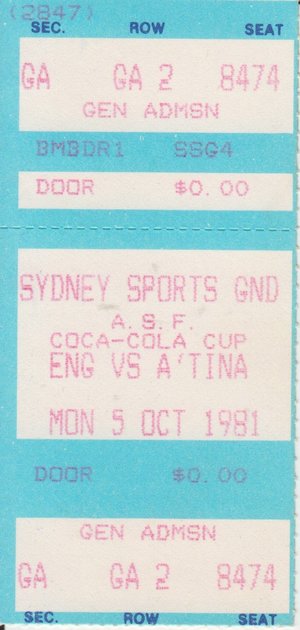 (2847)
SEC. ROW SEAT
GA GA 2 8474
GEN ADMSN
BMBDR1 SSG4
DOOR $0.00
SYDNEY SPORTS GND
A.S.F.
COCA-COLA CUP
ENG VS A'TINA
MON 5 OCT 1981
DOOR $0.00
GEN ADMSN
GA GA 2 8474
SEC. ROW SEAT